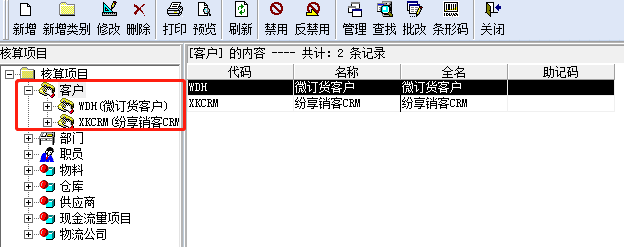 新增 新增类别 修改 删除 打印 预览 刷新 禁用 反禁用 管理 查找 批改 条形码 关闭
核算项目
[客户] 的内容 ---- 共计: 2 条记录
核算项目
客户
WDH(微订货客户)
XKCRM(纷享销客CRM
部门
职员
物料
仓库
供应商
现金流量项目
物流公司
代码 名称 全名 助记码
WDH 微订货客户 微订货客户
XKCRM 纷享销客CRM 纷享销客CRM